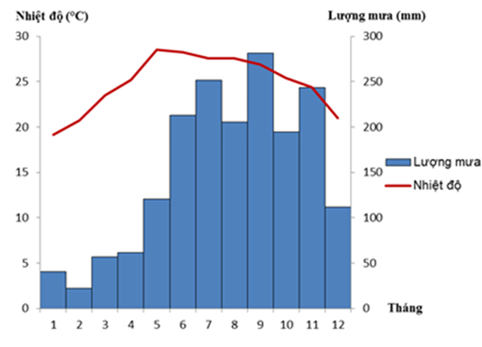 Nhiệt độ (°C) Lượng mưa (mm)
30 300
25 250
20 200
15 150
10 100
5 50
0 0
Lượng mưa
Nhiệt độ
Tháng
1 2 3 4 5 6 7 8 9 10 11 12